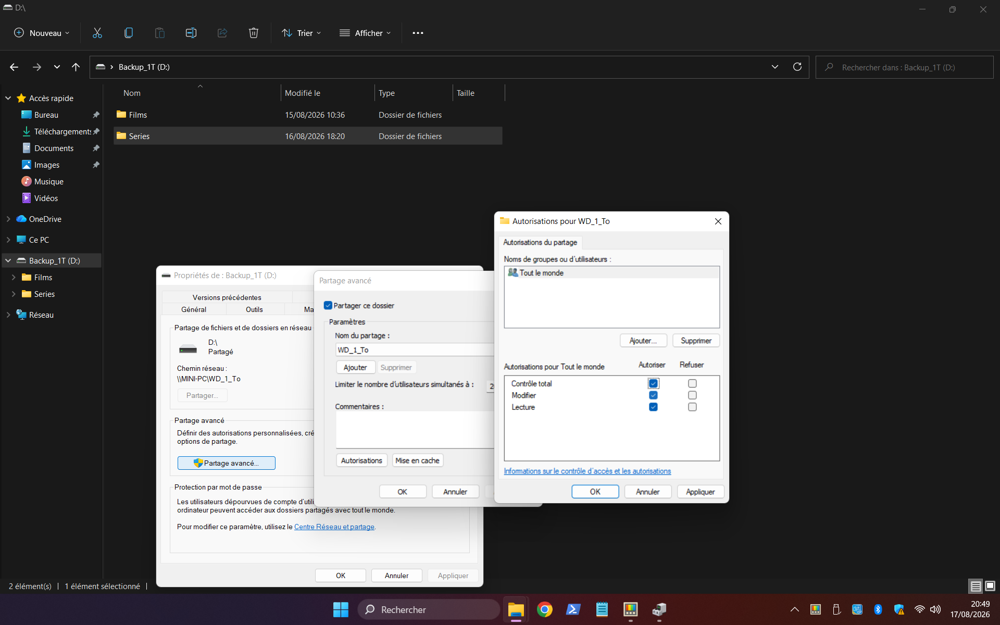 D:\
Nouveau
Trier
Afficher
Backup_1T (D:)
Rechercher dans : Backup_1T (D:)
Accès rapide
Bureau
Téléchargements
Documents
Images
Musique
Vidéos
OneDrive
Ce PC
Backup_1T (D:)
Films
Series
Réseau
Nom
Modifié le
Type
Taille
Films
15/08/2026 10:36
Dossier de fichiers
Series
16/08/2026 18:20
Dossier de fichiers
Propriétés de : Backup_1T (D:)
Versions précédentes
Général
Outils
Ma
Partage de fichiers et de dossiers en réseau
D:\
Partagé
Chemin réseau :
\\MINI-PC\WD_1_To
Partager...
Partage avancé
Définir des autorisations personnalisées, cré
options de partage.
Partage avancé...
Protection par mot de passe
Les utilisateurs dépourvues de compte d'utili
ordinateur peuvent accéder aux dossiers partagés avec tout le monde.
Pour modifier ce paramètre, utilisez le Centre Réseau et partage.
OK
Annuler
Appliquer
Partage avancé
Partager ce dossier
Paramètres
Nom du partage :
WD_1_To
Ajouter
Supprimer
Limiter le nombre d'utilisateurs simultanés à :
Commentaires :
Autorisations
Mise en cache
OK
Annuler
Autorisations pour WD_1_To
Autorisations du partage
Noms de groupes ou d'utilisateurs :
Tout le monde
Ajouter...
Supprimer
Autorisations pour Tout le monde
Autoriser
Refuser
Contrôle total
Modifier
Lecture
Informations sur le contrôle d'accès et les autorisations
OK
Annuler
Appliquer
2 élément(s)
1 élément sélectionné
Rechercher
20:49
17/08/2026